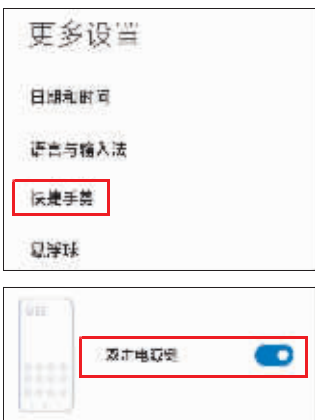 更多设置
日期和时间
语言与输入法
快捷手势
悬浮球
双击电源键